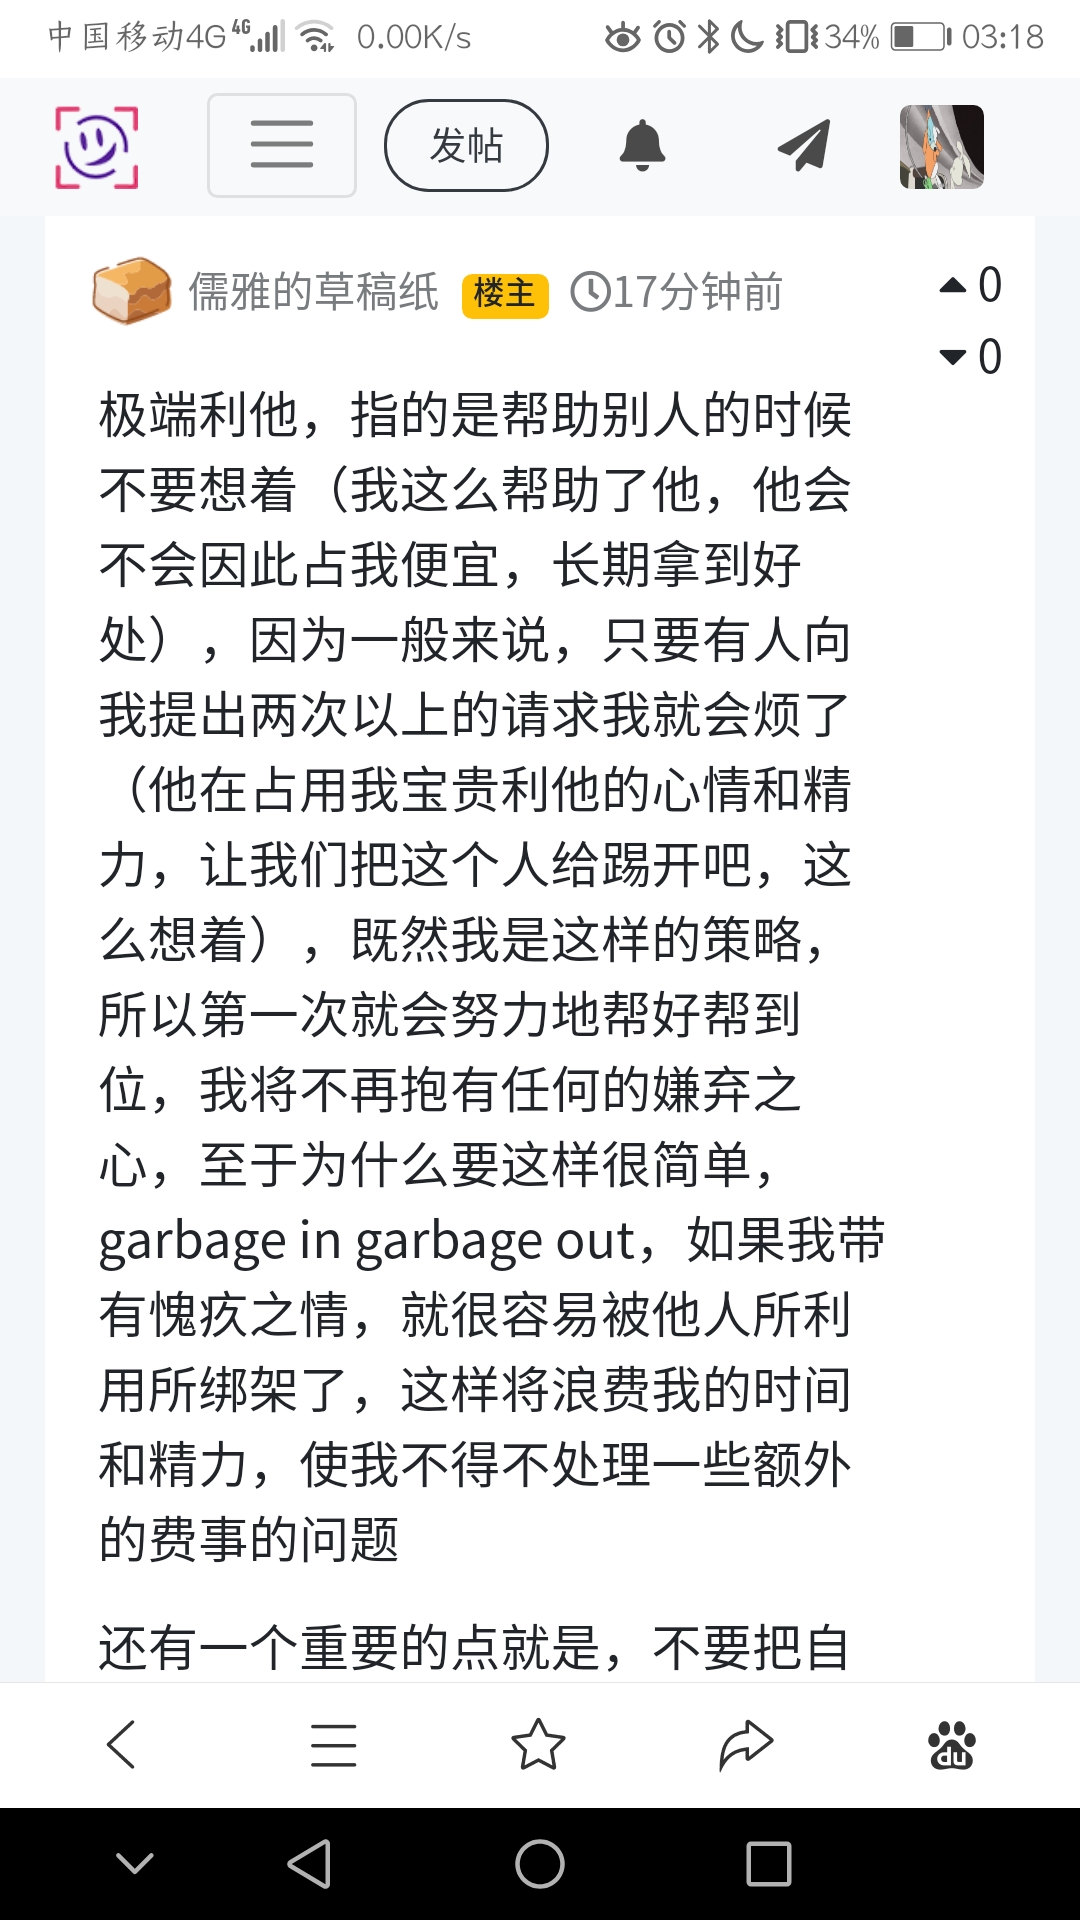 中国移动4G 4G 0.00K/s 34% 03:18
发帖
儒雅的草稿纸 楼主 17分钟前 0
0
极端利他，指的是帮助别人的时候
不要想着（我这么帮助了他，他会
不会因此占我便宜，长期拿到好
处），因为一般来说，只要有人向
我提出两次以上的请求我就会烦了
（他在占用我宝贵利他的心情和精
力，让我们把这个人给踢开吧，这
么想着），既然我是这样的策略，
所以第一次就会努力地帮好帮到
位，我将不再抱有任何的嫌弃之
心，至于为什么要这样很简单，
garbage in garbage out，如果我带
有愧疚之情，就很容易被他人所利
用所绑架了，这样将浪费我的时间
和精力，使我不得不处理一些额外
的费事的问题
还有一个重要的点就是，不要把自
du